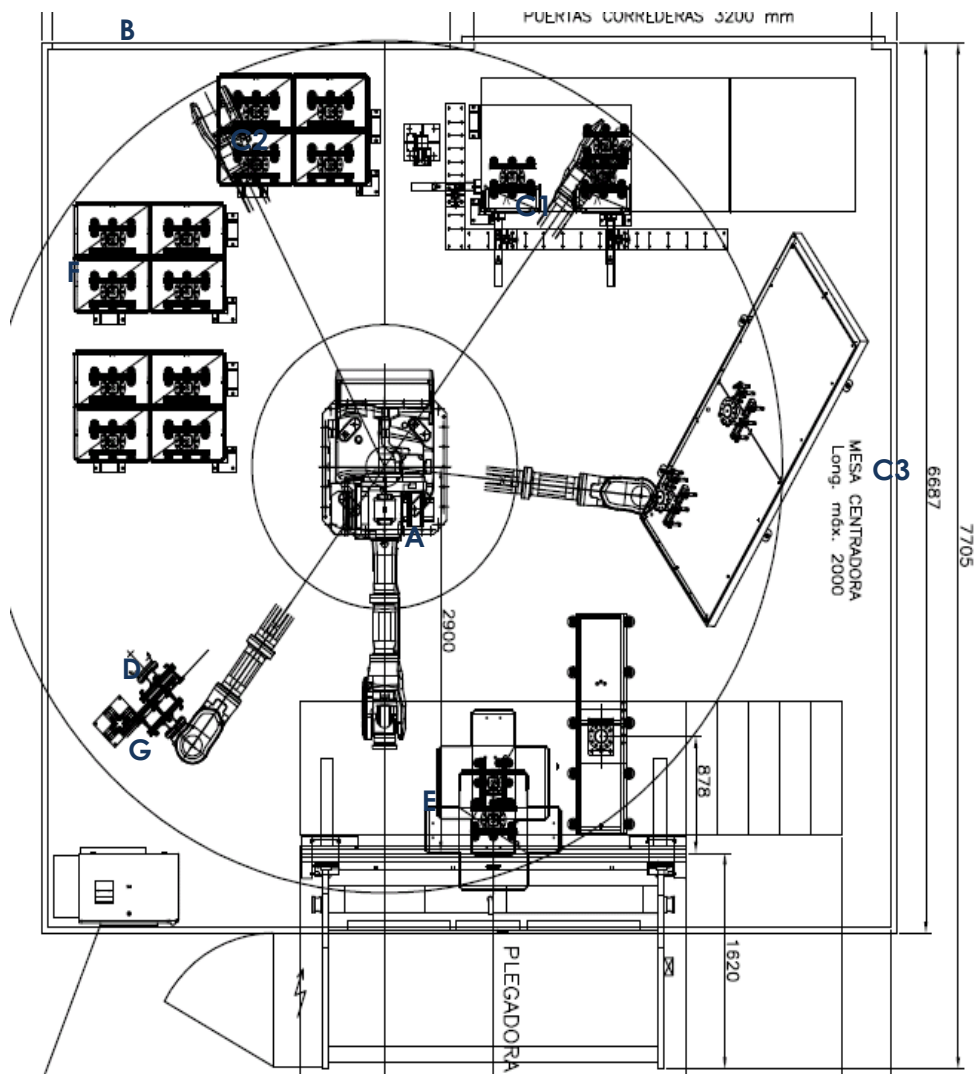 PUERTAS CORREDERAS 3200 mm
B
C2
C1
F
MESA CENTRADORA
Long. máx. 2000
C3
6687
7705
A
2900
D
G
E
878
1620
PLEGADORA